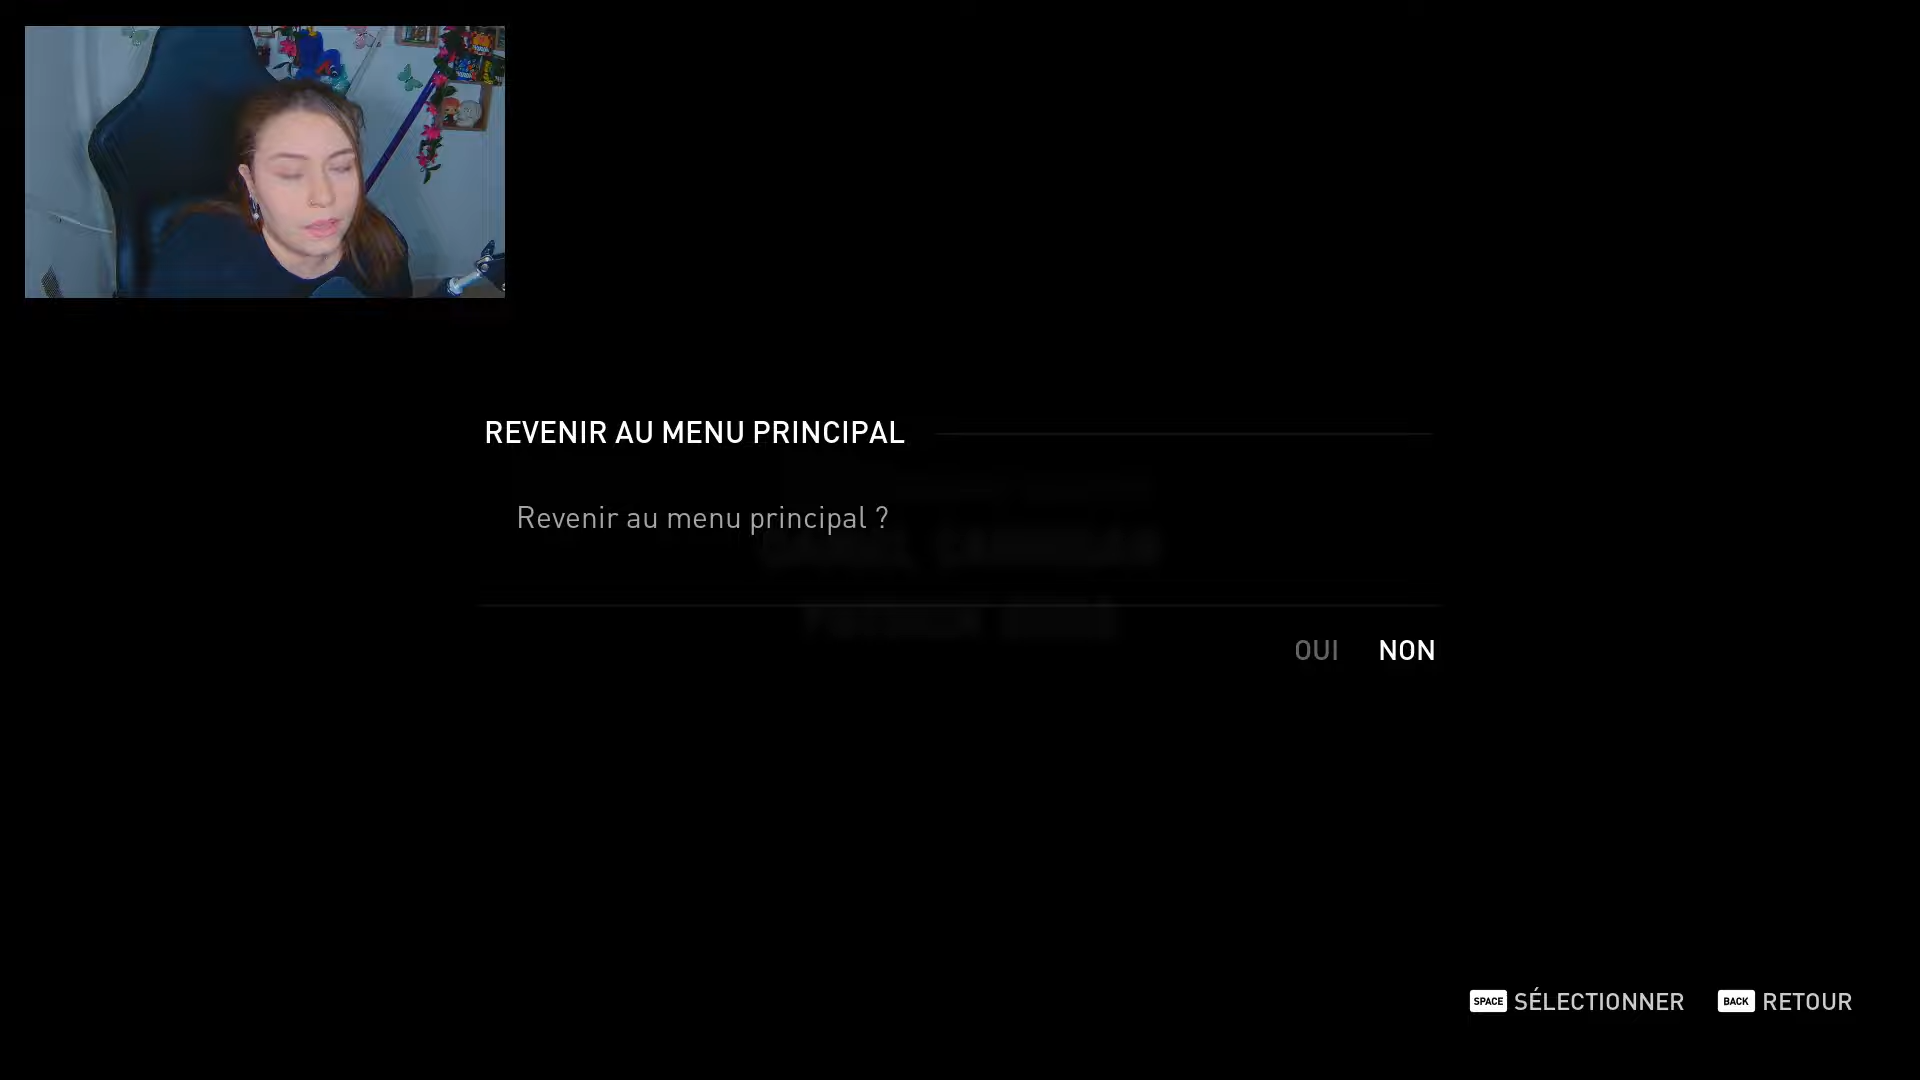 REVENIR AU MENU PRINCIPAL
Revenir au menu principal ?
OUI NON
SPACE SÉLECTIONNER BACK RETOUR